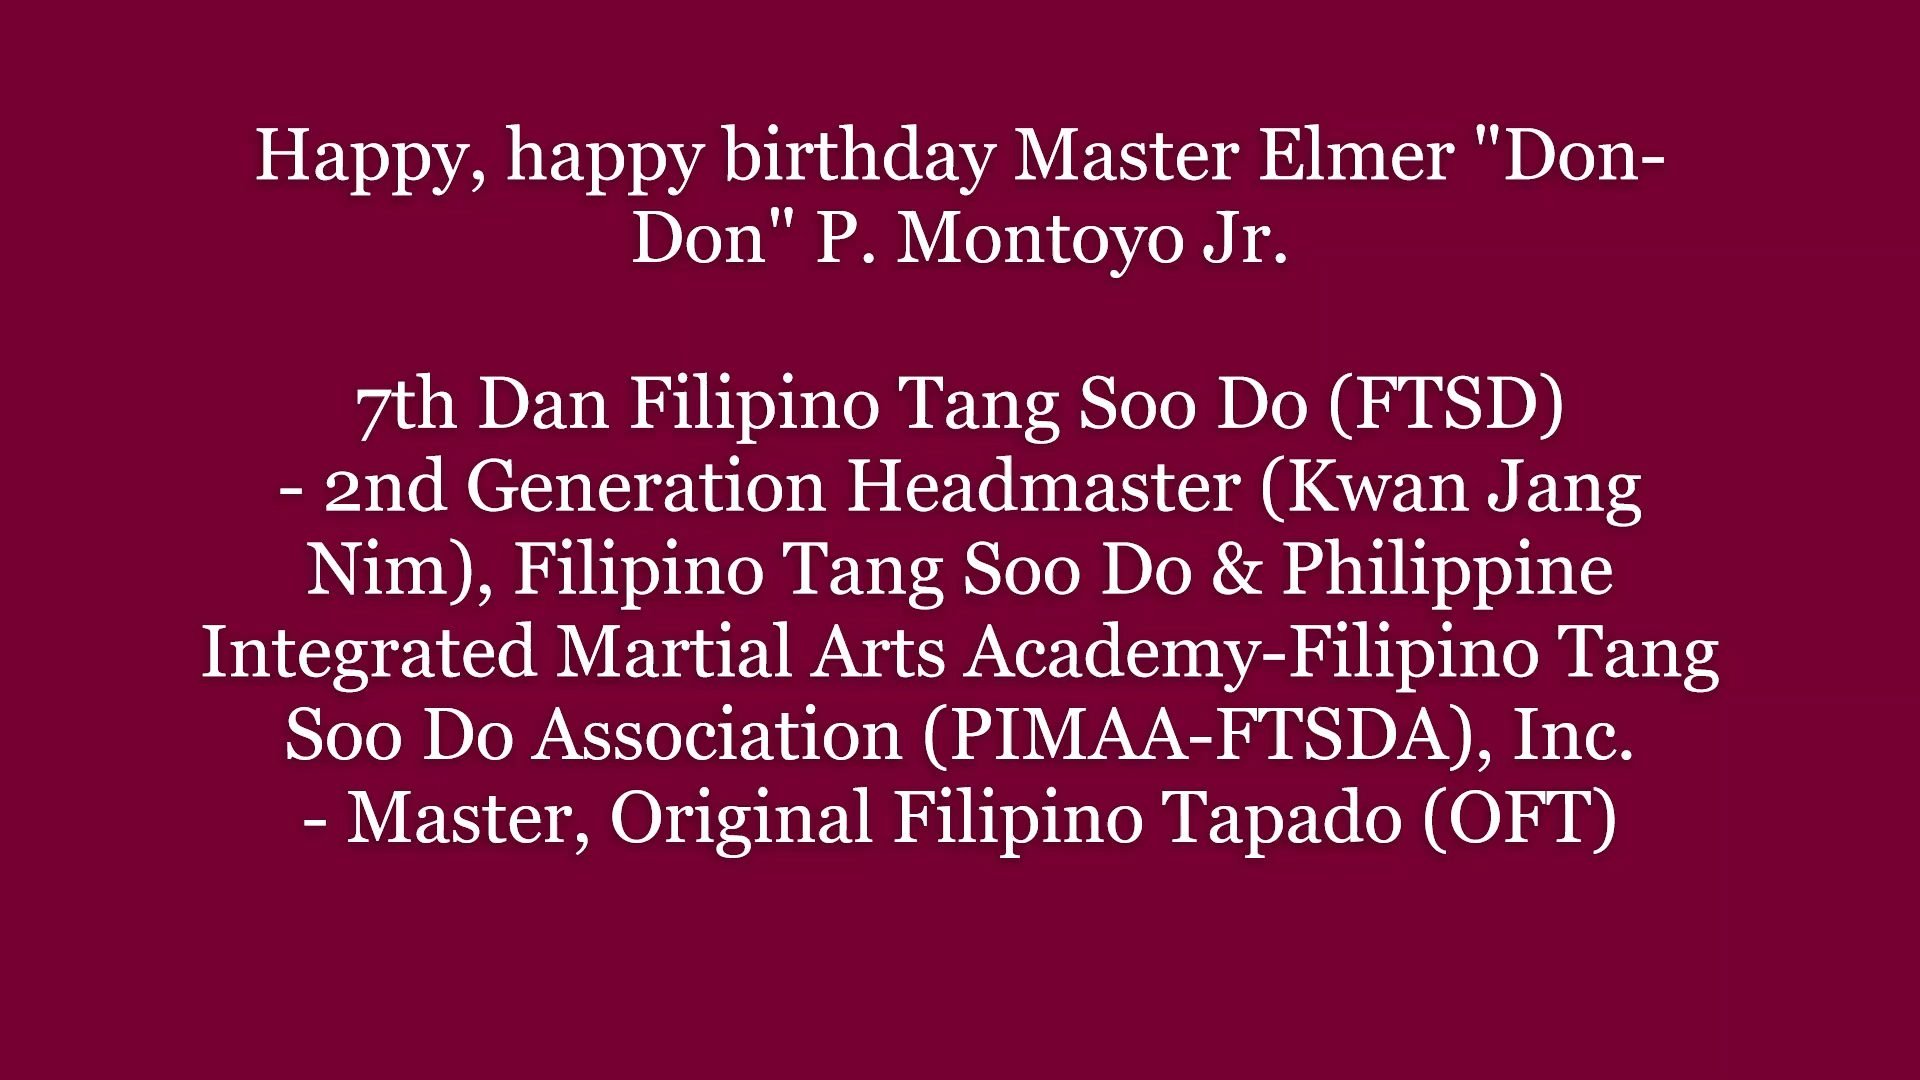 Happy, happy birthday Master Elmer "Don-
Don" P. Montoyo Jr.
7th Dan Filipino Tang Soo Do (FTSD)
- 2nd Generation Headmaster (Kwan Jang
Nim), Filipino Tang Soo Do & Philippine
Integrated Martial Arts Academy-Filipino Tang
Soo Do Association (PIMAA-FTSDA), Inc.
- Master, Original Filipino Tapado (OFT)